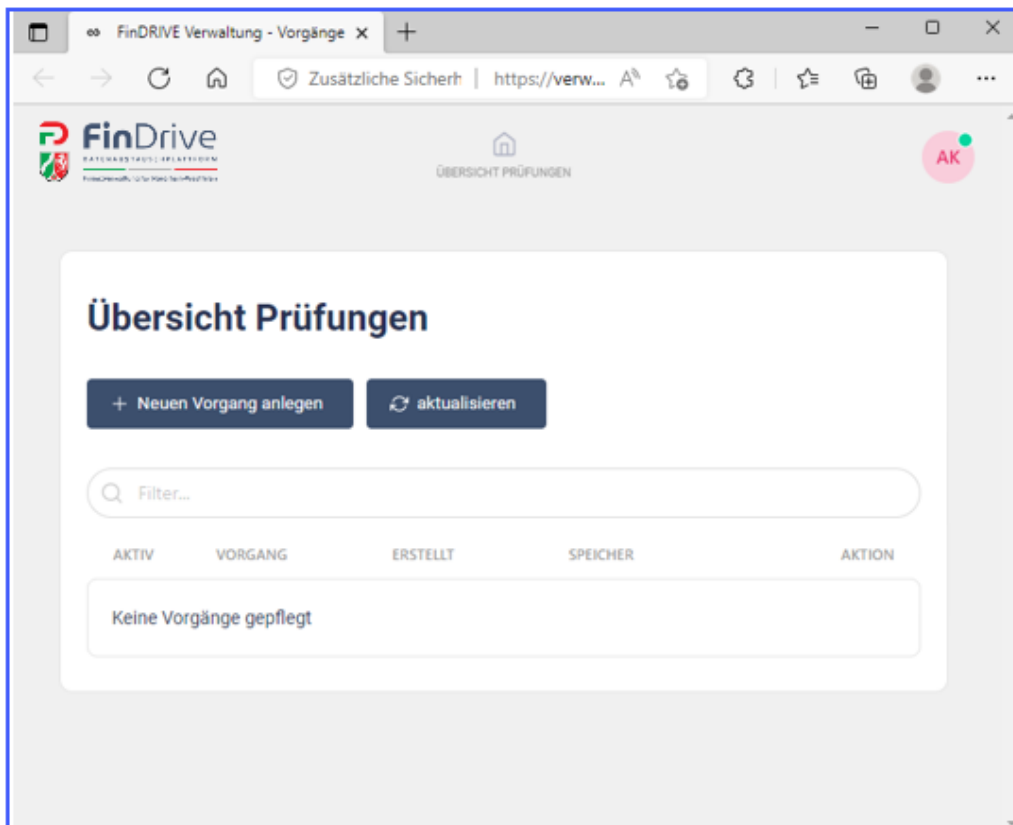 FinDRIVE Verwaltung - Vorgänge
Zusätzliche Sicherh | https://verw...
FinDrive
DATENAUSTAUSCHPLATTFORM
ÜBERSICHT PRÜFUNGEN
AK
Übersicht Prüfungen
+ Neuen Vorgang anlegen
aktualisieren
Filter...
AKTIV VORGANG ERSTELLT SPEICHER AKTION
Keine Vorgänge gepflegt